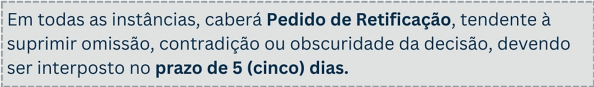 Em todas as instâncias, caberá Pedido de Retificação, tendente à
suprimir omissão, contradição ou obscuridade da decisão, devendo
ser interposto no prazo de 5 (cinco) dias.